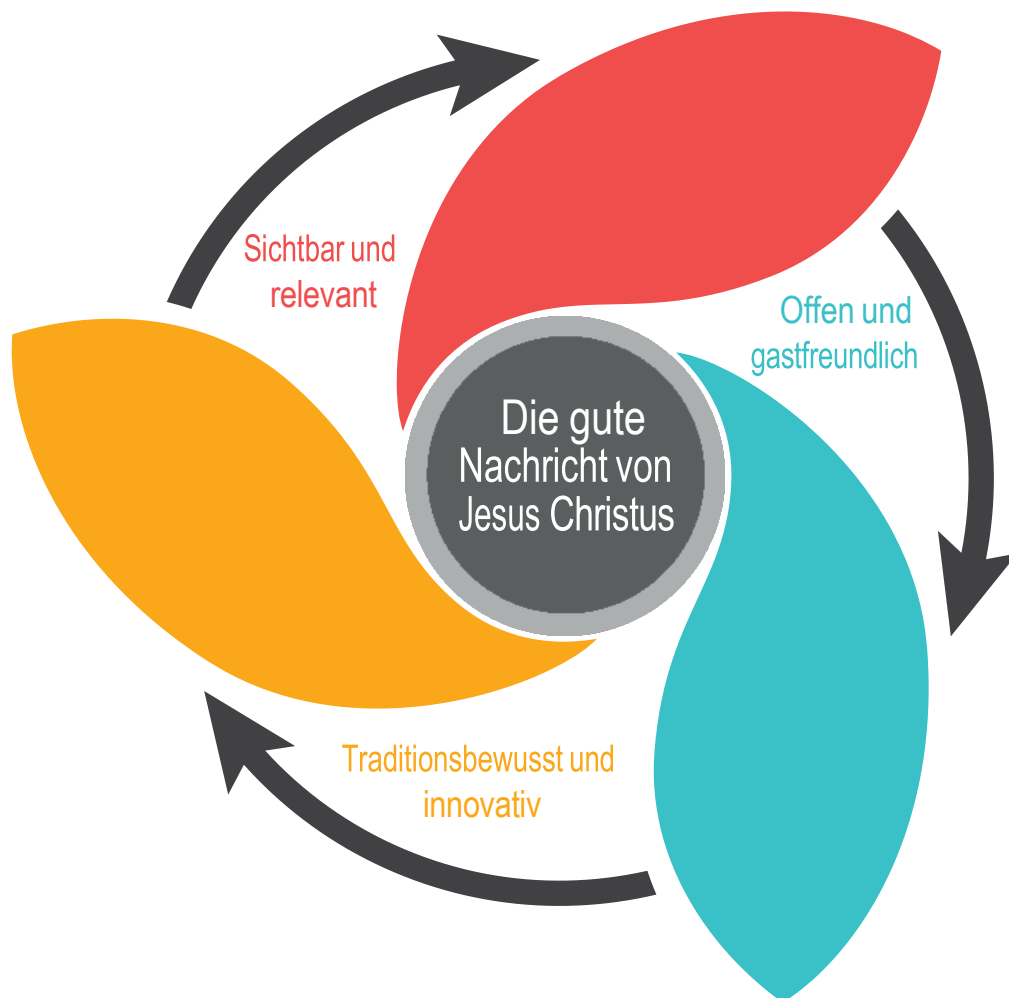 Sichtbar und
relevant
Offen und
gastfreundlich
Die gute
Nachricht von
Jesus Christus
Traditionsbewusst und
innovativ